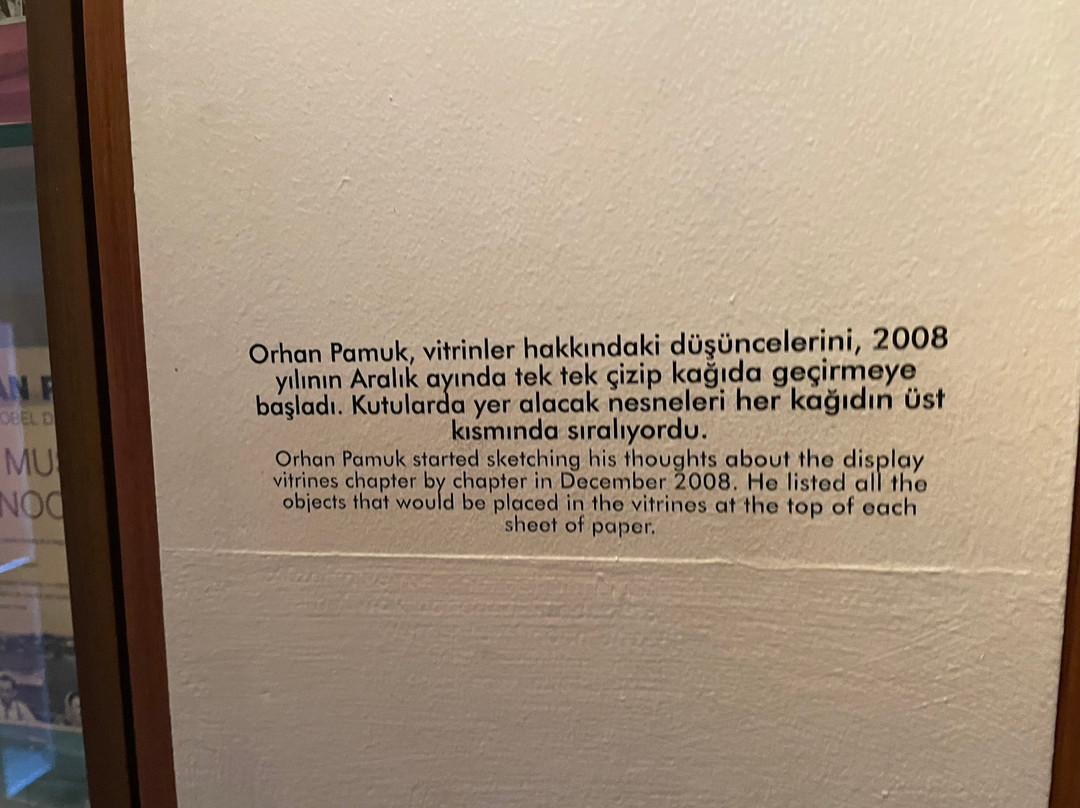 Orhan Pamuk, vitrinler hakkındaki düşüncelerini, 2008
yılının Aralık ayında tek tek çizip kağıda geçirmeye
başladı. Kutularda yer alacak nesneleri her kağıdın üst
kısmında sıralıyordu.
Orhan Pamuk started sketching his thoughts about the display
vitrines chapter by chapter in December 2008. He listed all the
objects that would be placed in the vitrines at the top of each
sheet of paper.